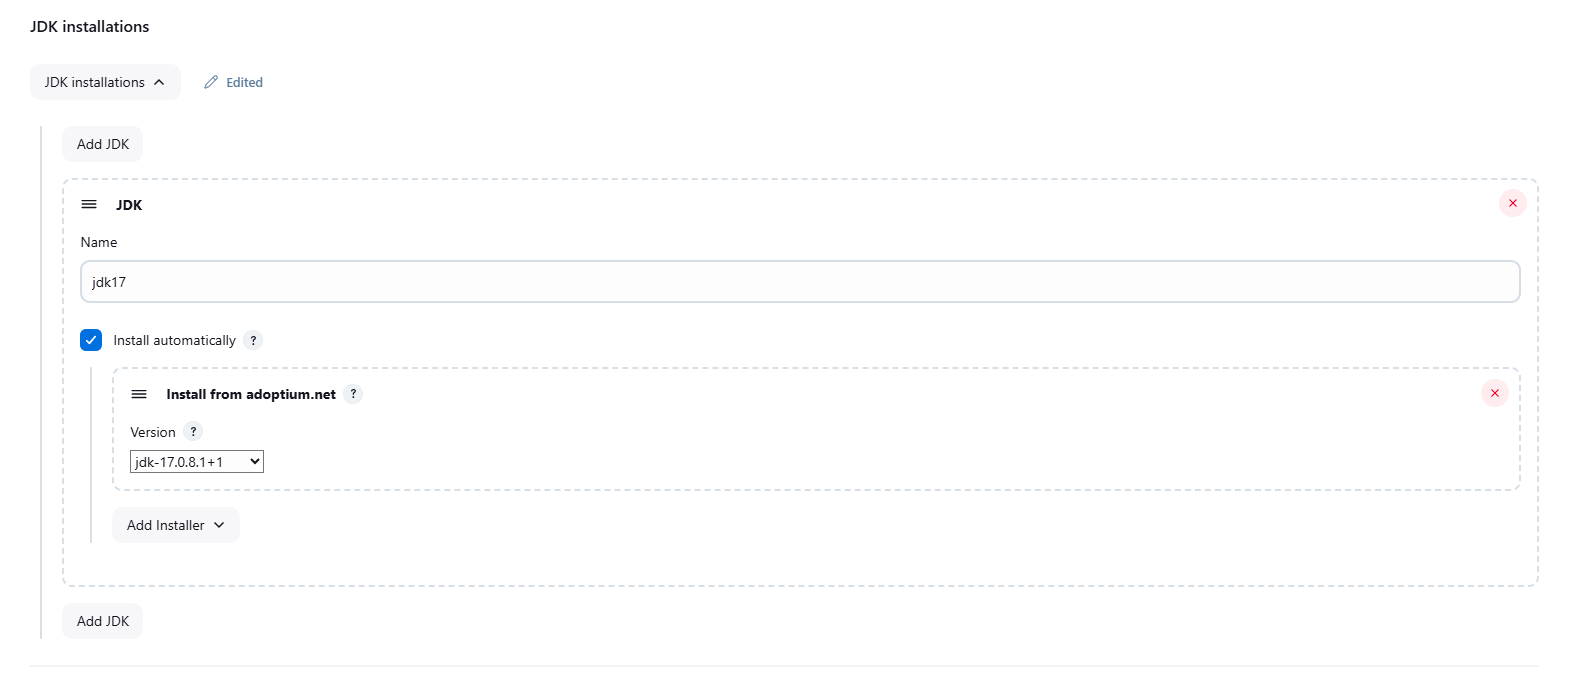 JDK installations
JDK installations
Edited
Add JDK
JDK
Name
jdk17
Install automatically ?
Install from adoptium.net ?
Version ?
jdk-17.0.8.1+1
Add Installer
Add JDK